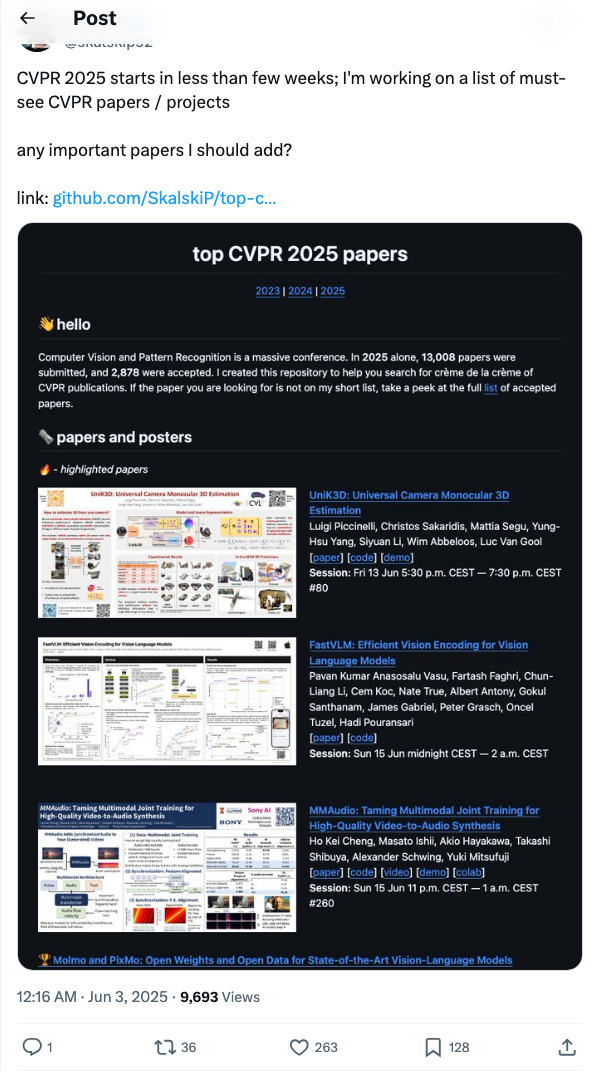 Post
@skalskip92
CVPR 2025 starts in less than few weeks; I'm working on a list of must-
see CVPR papers / projects
any important papers I should add?
link: github.com/SkalskiP/top-c...
top CVPR 2025 papers
2023 | 2024 | 2025
👋 hello
Computer Vision and Pattern Recognition is a massive conference. In 2025 alone, 13,008 papers were
submitted, and 2,878 were accepted. I created this repository to help you search for crème de la crème of
CVPR publications. If the paper you are looking for is not on my short list, take a peek at the full list of accepted
papers.
🗞️ papers and posters
🔥 - highlighted papers
UniK3D: Universal Camera Monocular 3D Estimation
CVL
UniK3D: Universal Camera Monocular 3D
Estimation
Luigi Piccinelli, Christos Sakaridis, Mattia Segu, Yung-
Hsu Yang, Siyuan Li, Wim Abbeloos, Luc Van Gool
[paper] [code] [demo]
Session: Fri 13 Jun 5:30 p.m. CEST — 7:30 p.m. CEST
#80
FastVLM: Efficient Vision Encoding for Vision Language Models
FastVLM: Efficient Vision Encoding for Vision
Language Models
Pavan Kumar Anasosalu Vasu, Fartash Faghri, Chun-
Liang Li, Cem Koc, Nate True, Albert Antony, Gokul
Santhanam, James Gabriel, Peter Grasch, Oncel
Tuzel, Hadi Pouransari
[paper] [code]
Session: Sun 15 Jun midnight CEST — 2 a.m. CEST
MMAudio: Taming Multimodal Joint Training for
High-Quality Video-to-Audio Synthesis
ILLINOIS
Sony AI
SONY
MMAudio: Taming Multimodal Joint Training for
High-Quality Video-to-Audio Synthesis
Ho Kei Cheng, Masato Ishii, Akio Hayakawa, Takashi
Shibuya, Alexander Schwing, Yuki Mitsufuji
[paper] [code] [video] [demo] [colab]
Session: Sun 15 Jun 11 p.m. CEST — 1 a.m. CEST
#260
🏆 Molmo and PixMo: Open Weights and Open Data for State-of-the-Art Vision-Language Models
12:16 AM · Jun 3, 2025 · 9,693 Views
1
36
263
128